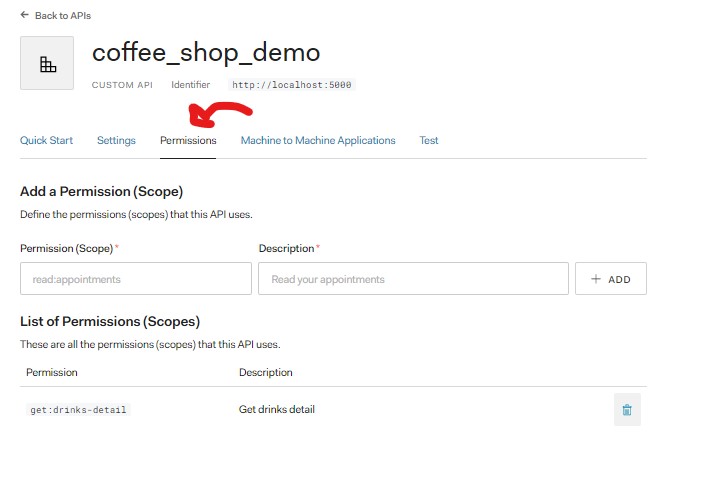 ← Back to APIs
coffee_shop_demo
CUSTOM API Identifier http://localhost:5000
Quick Start Settings Permissions Machine to Machine Applications Test
Add a Permission (Scope)
Define the permissions (scopes) that this API uses.
Permission (Scope) * Description *
read:appointments Read your appointments + ADD
List of Permissions (Scopes)
These are all the permissions (scopes) that this API uses.
Permission Description
get:drinks-detail Get drinks detail